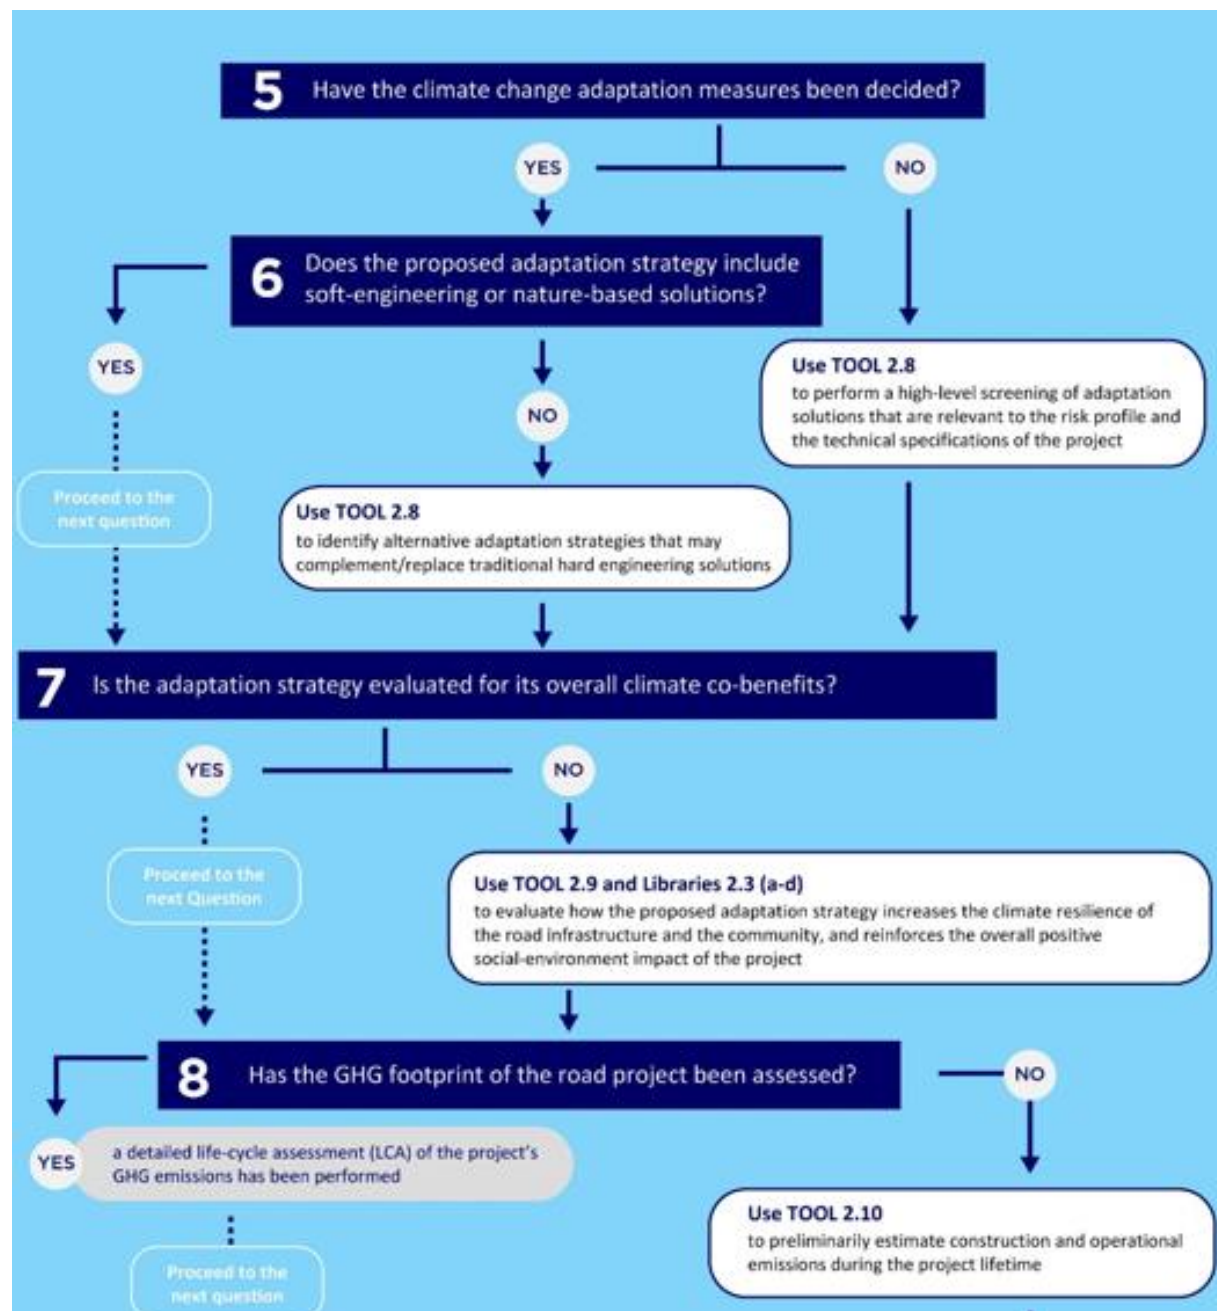 5 Have the climate change adaptation measures been decided?
YES
NO
6 Does the proposed adaptation strategy include
soft-engineering or nature-based solutions?
YES
NO
Use TOOL 2.8
to perform a high-level screening of adaptation
solutions that are relevant to the risk profile and
the technical specifications of the project
Proceed to the
next question
Use TOOL 2.8
to identify alternative adaptation strategies that may
complement/replace traditional hard engineering solutions
7 Is the adaptation strategy evaluated for its overall climate co-benefits?
YES
NO
Proceed to the
next Question
Use TOOL 2.9 and Libraries 2.3 (a-d)
to evaluate how the proposed adaptation strategy increases the climate resilience of
the road infrastructure and the community, and reinforces the overall positive
social-environment impact of the project
8 Has the GHG footprint of the road project been assessed?
NO
YES
a detailed life-cycle assessment (LCA) of the project's
GHG emissions has been performed
Use TOOL 2.10
to preliminarily estimate construction and operational
emissions during the project lifetime
Proceed to the
next question